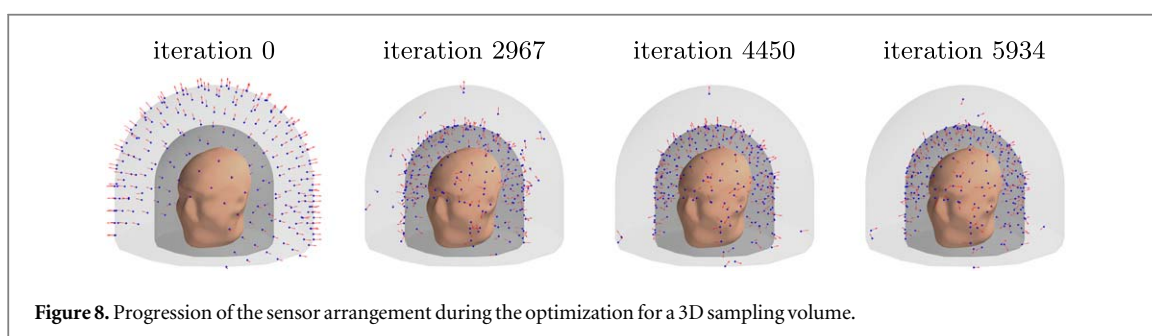 iteration 0 iteration 2967 iteration 4450 iteration 5934
Figure 8. Progression of the sensor arrangement during the optimization for a 3D sampling volume.